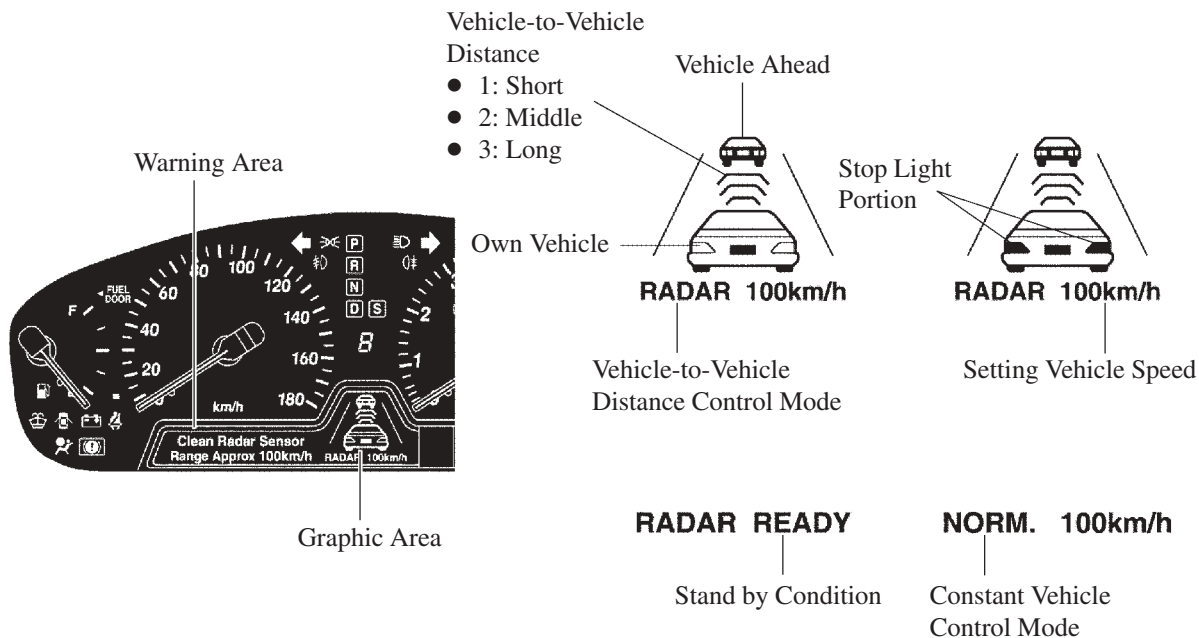 Vehicle-to-Vehicle
Distance
● 1: Short
● 2: Middle
● 3: Long
Vehicle Ahead
Warning Area
Stop Light
Portion
Own Vehicle
RADAR 100km/h
RADAR 100km/h
Vehicle-to-Vehicle
Distance Control Mode
Setting Vehicle Speed
FUEL
DOOR
F
20
40
60
80
100
120
140
160
180
km/h
P
R
N
D S
8
2
1
Clean Radar Sensor
Range Approx 100km/h
RADAR 100km/h
Graphic Area
RADAR READY
NORM. 100km/h
Stand by Condition
Constant Vehicle
Control Mode